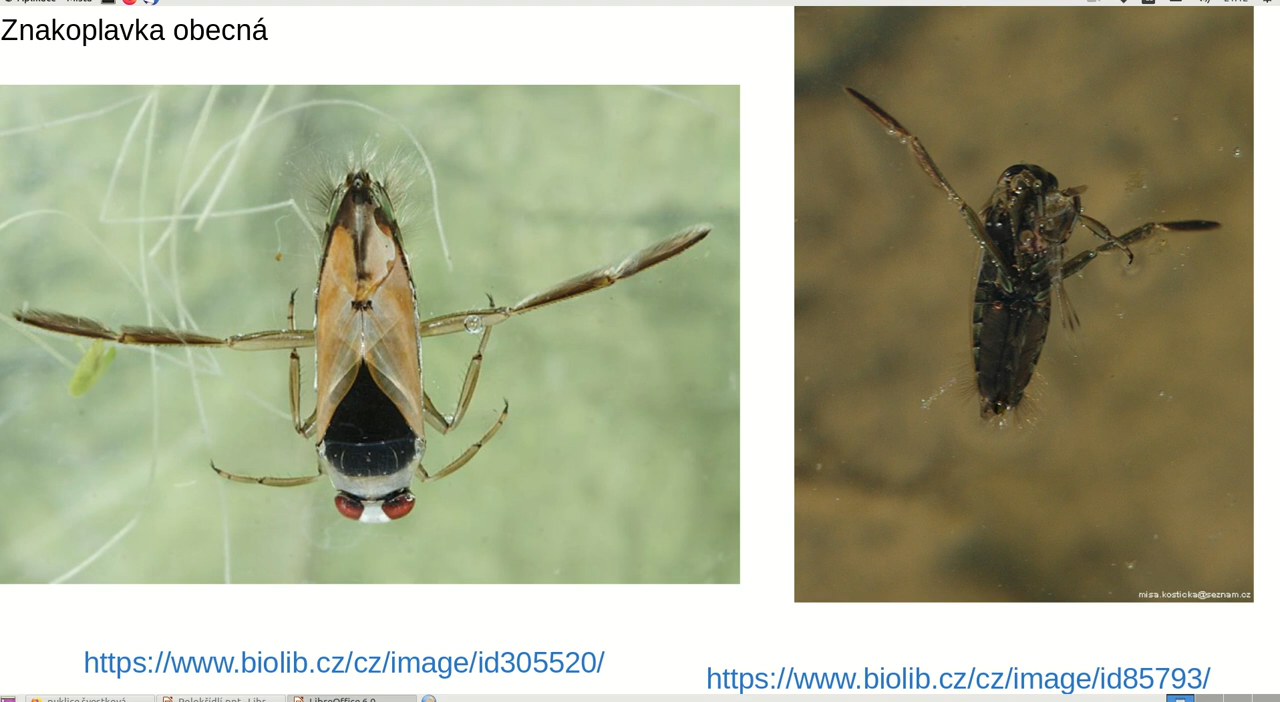 Znakoplavka obecná
misa.kosticka@seznam.cz
https://www.biolib.cz/cz/image/id305520/
https://www.biolib.cz/cz/image/id85793/